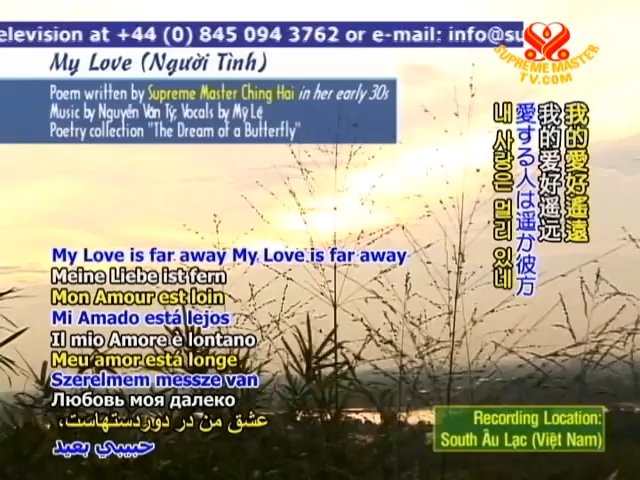 elevision at +44 (0) 845 094 3762 or e-mail: info@su
SUPREME MASTER
TV.COM
My Love (Người Tình)
Poem written by Supreme Master Ching Hai in her early 30s
Music by Nguyễn Văn Tý; Vocals by Mỹ Lệ
Poetry collection "The Dream of a Butterfly"
我的愛好遙遠
我的爱好遥远
愛する人は遥か彼方
내 사랑은 멀리 있네
My Love is far away My Love is far away
Meine Liebe ist fern
Mon Amour est loin
Mi Amado está lejos
Il mio Amore è lontano
Meu amor está longe
Szerelmem messze van
Любовь моя далеко
عشق من در دوردستهاست،
حبيبي بعيد
Recording Location:
South Âu Lạc (Việt Nam)